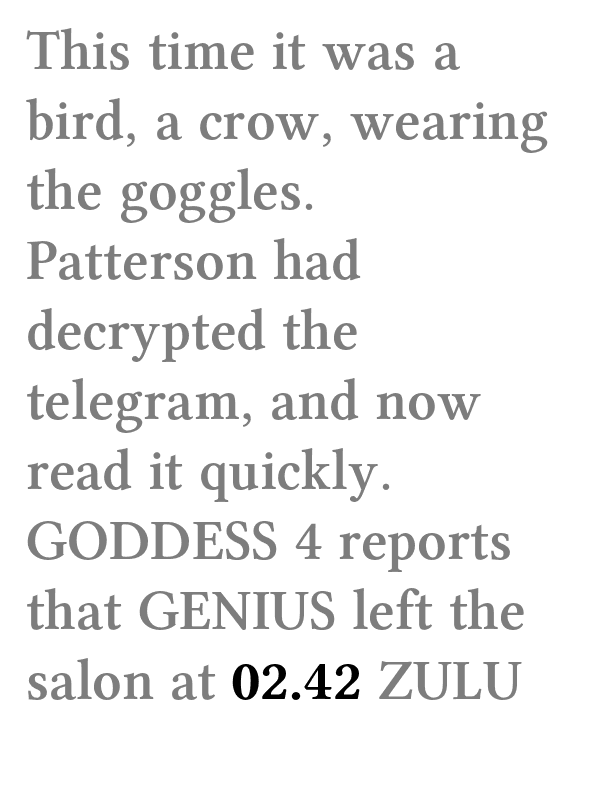 This time it was a
bird, a crow, wearing
the goggles.
Patterson had
decrypted the
telegram, and now
read it quickly.
GODDESS 4 reports
that GENIUS left the
salon at 02.42 ZULU